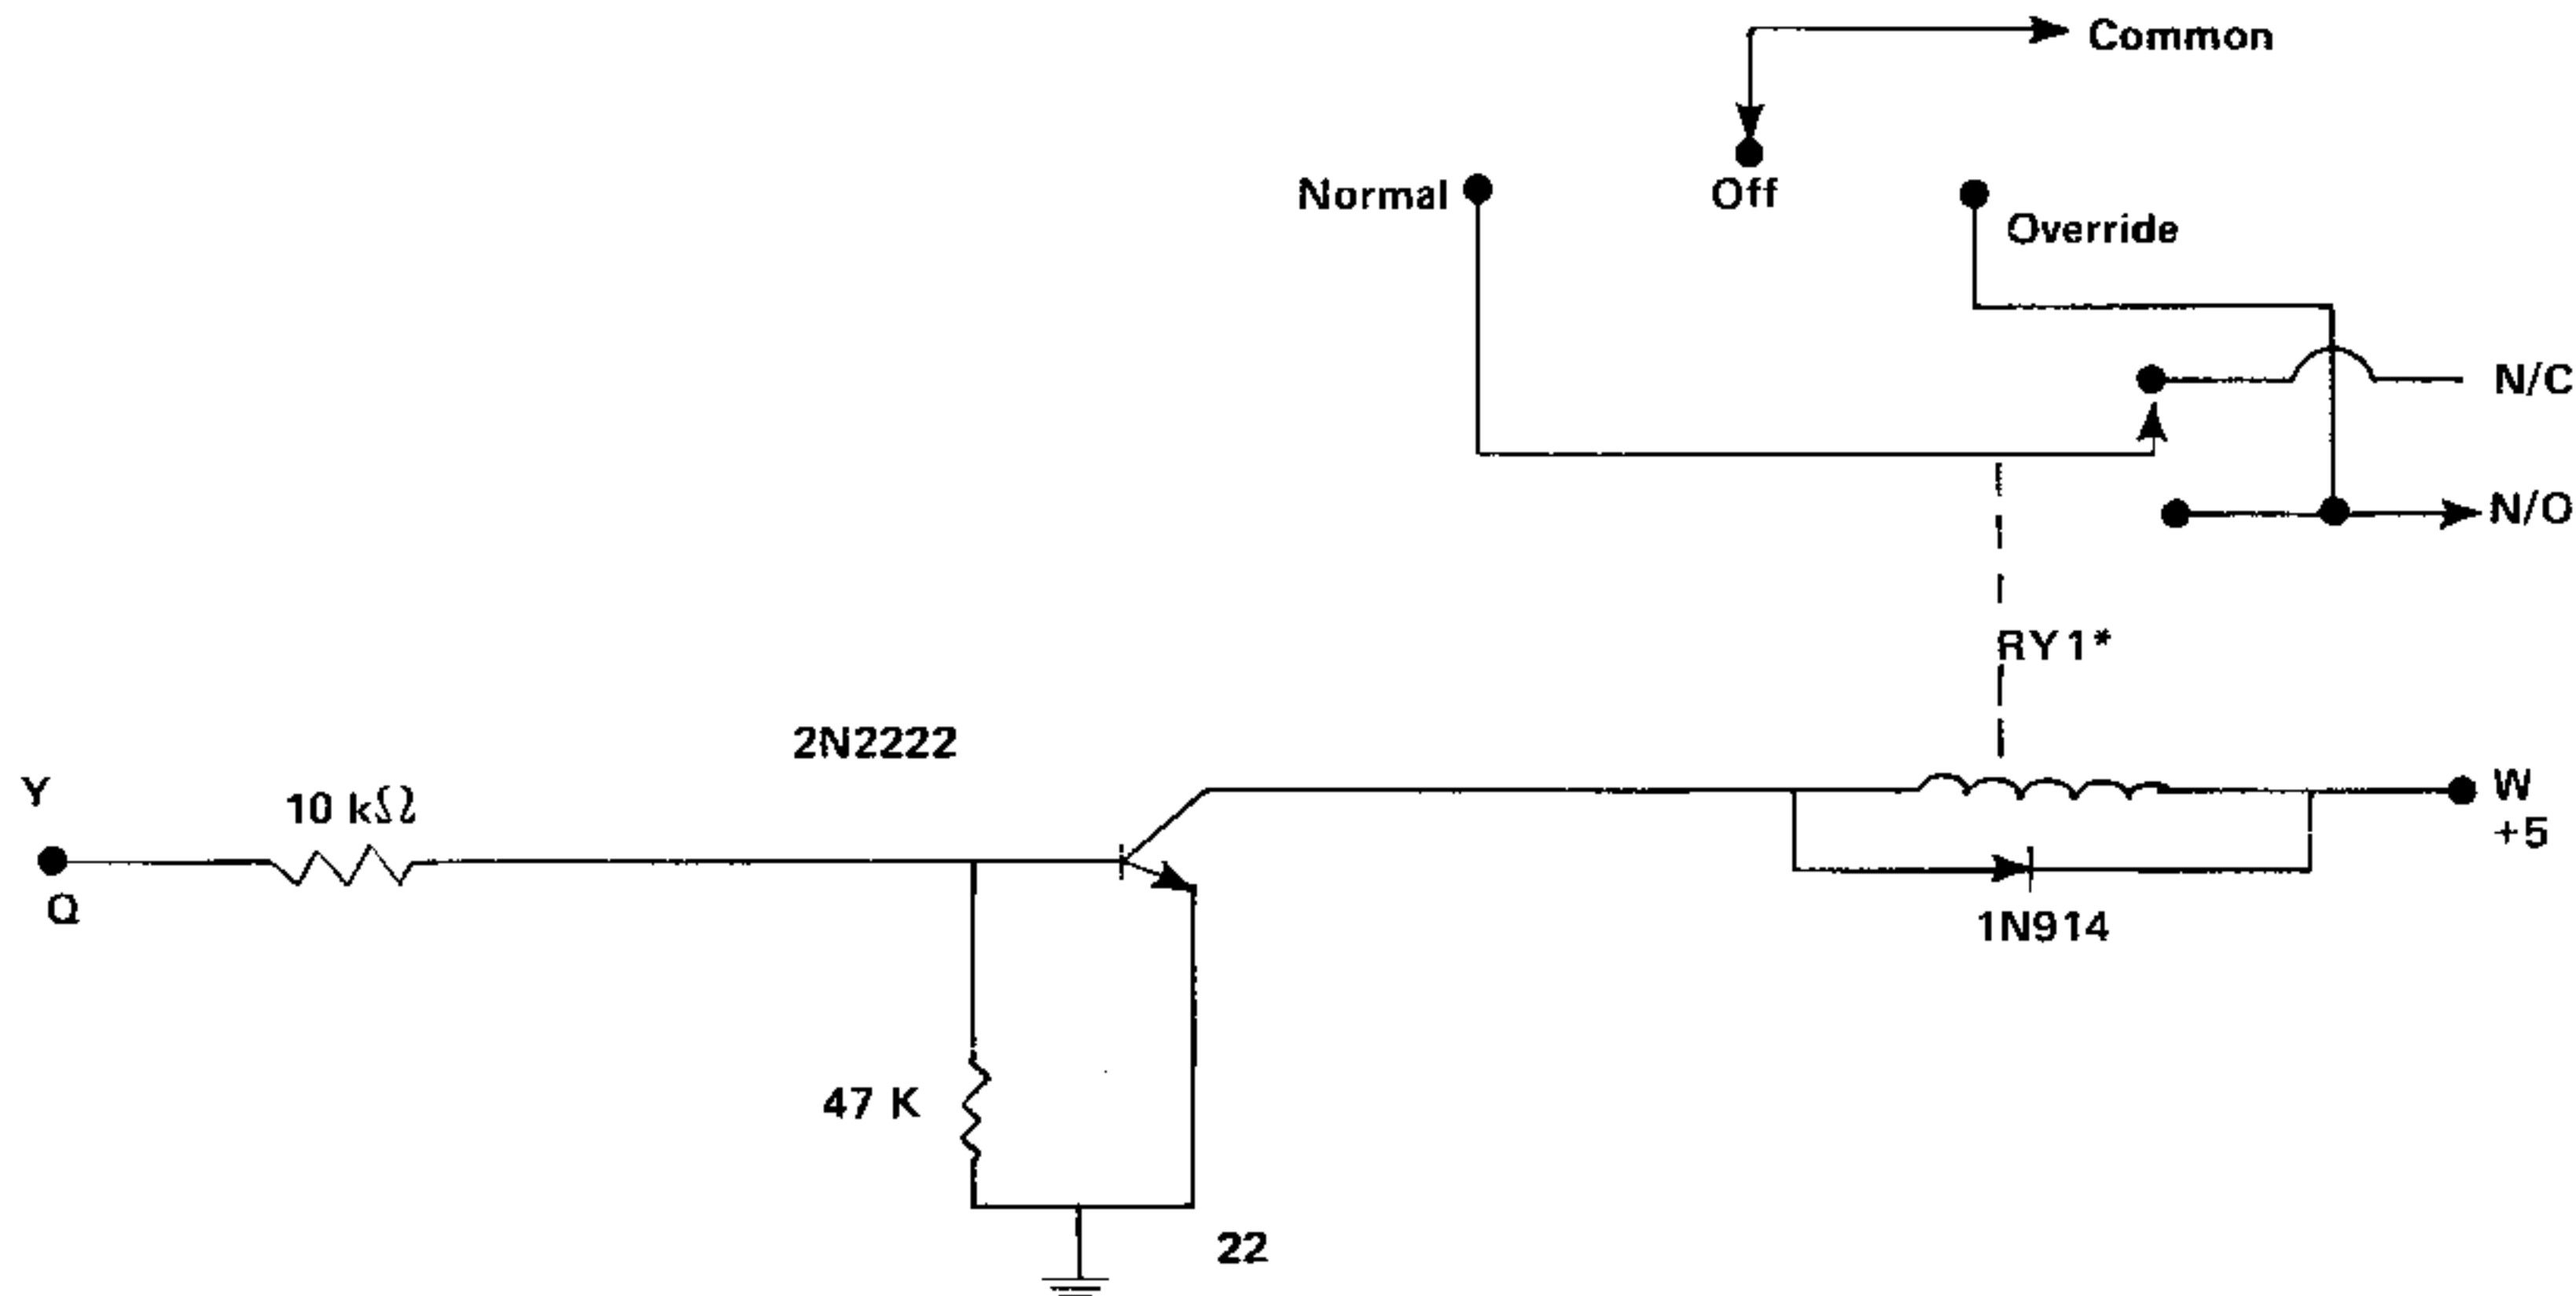 Common
Normal
Off
Override
N/C
N/O
RY1*
2N2222
Y
10 kΩ
W
+5
Q
1N914
47 K
22